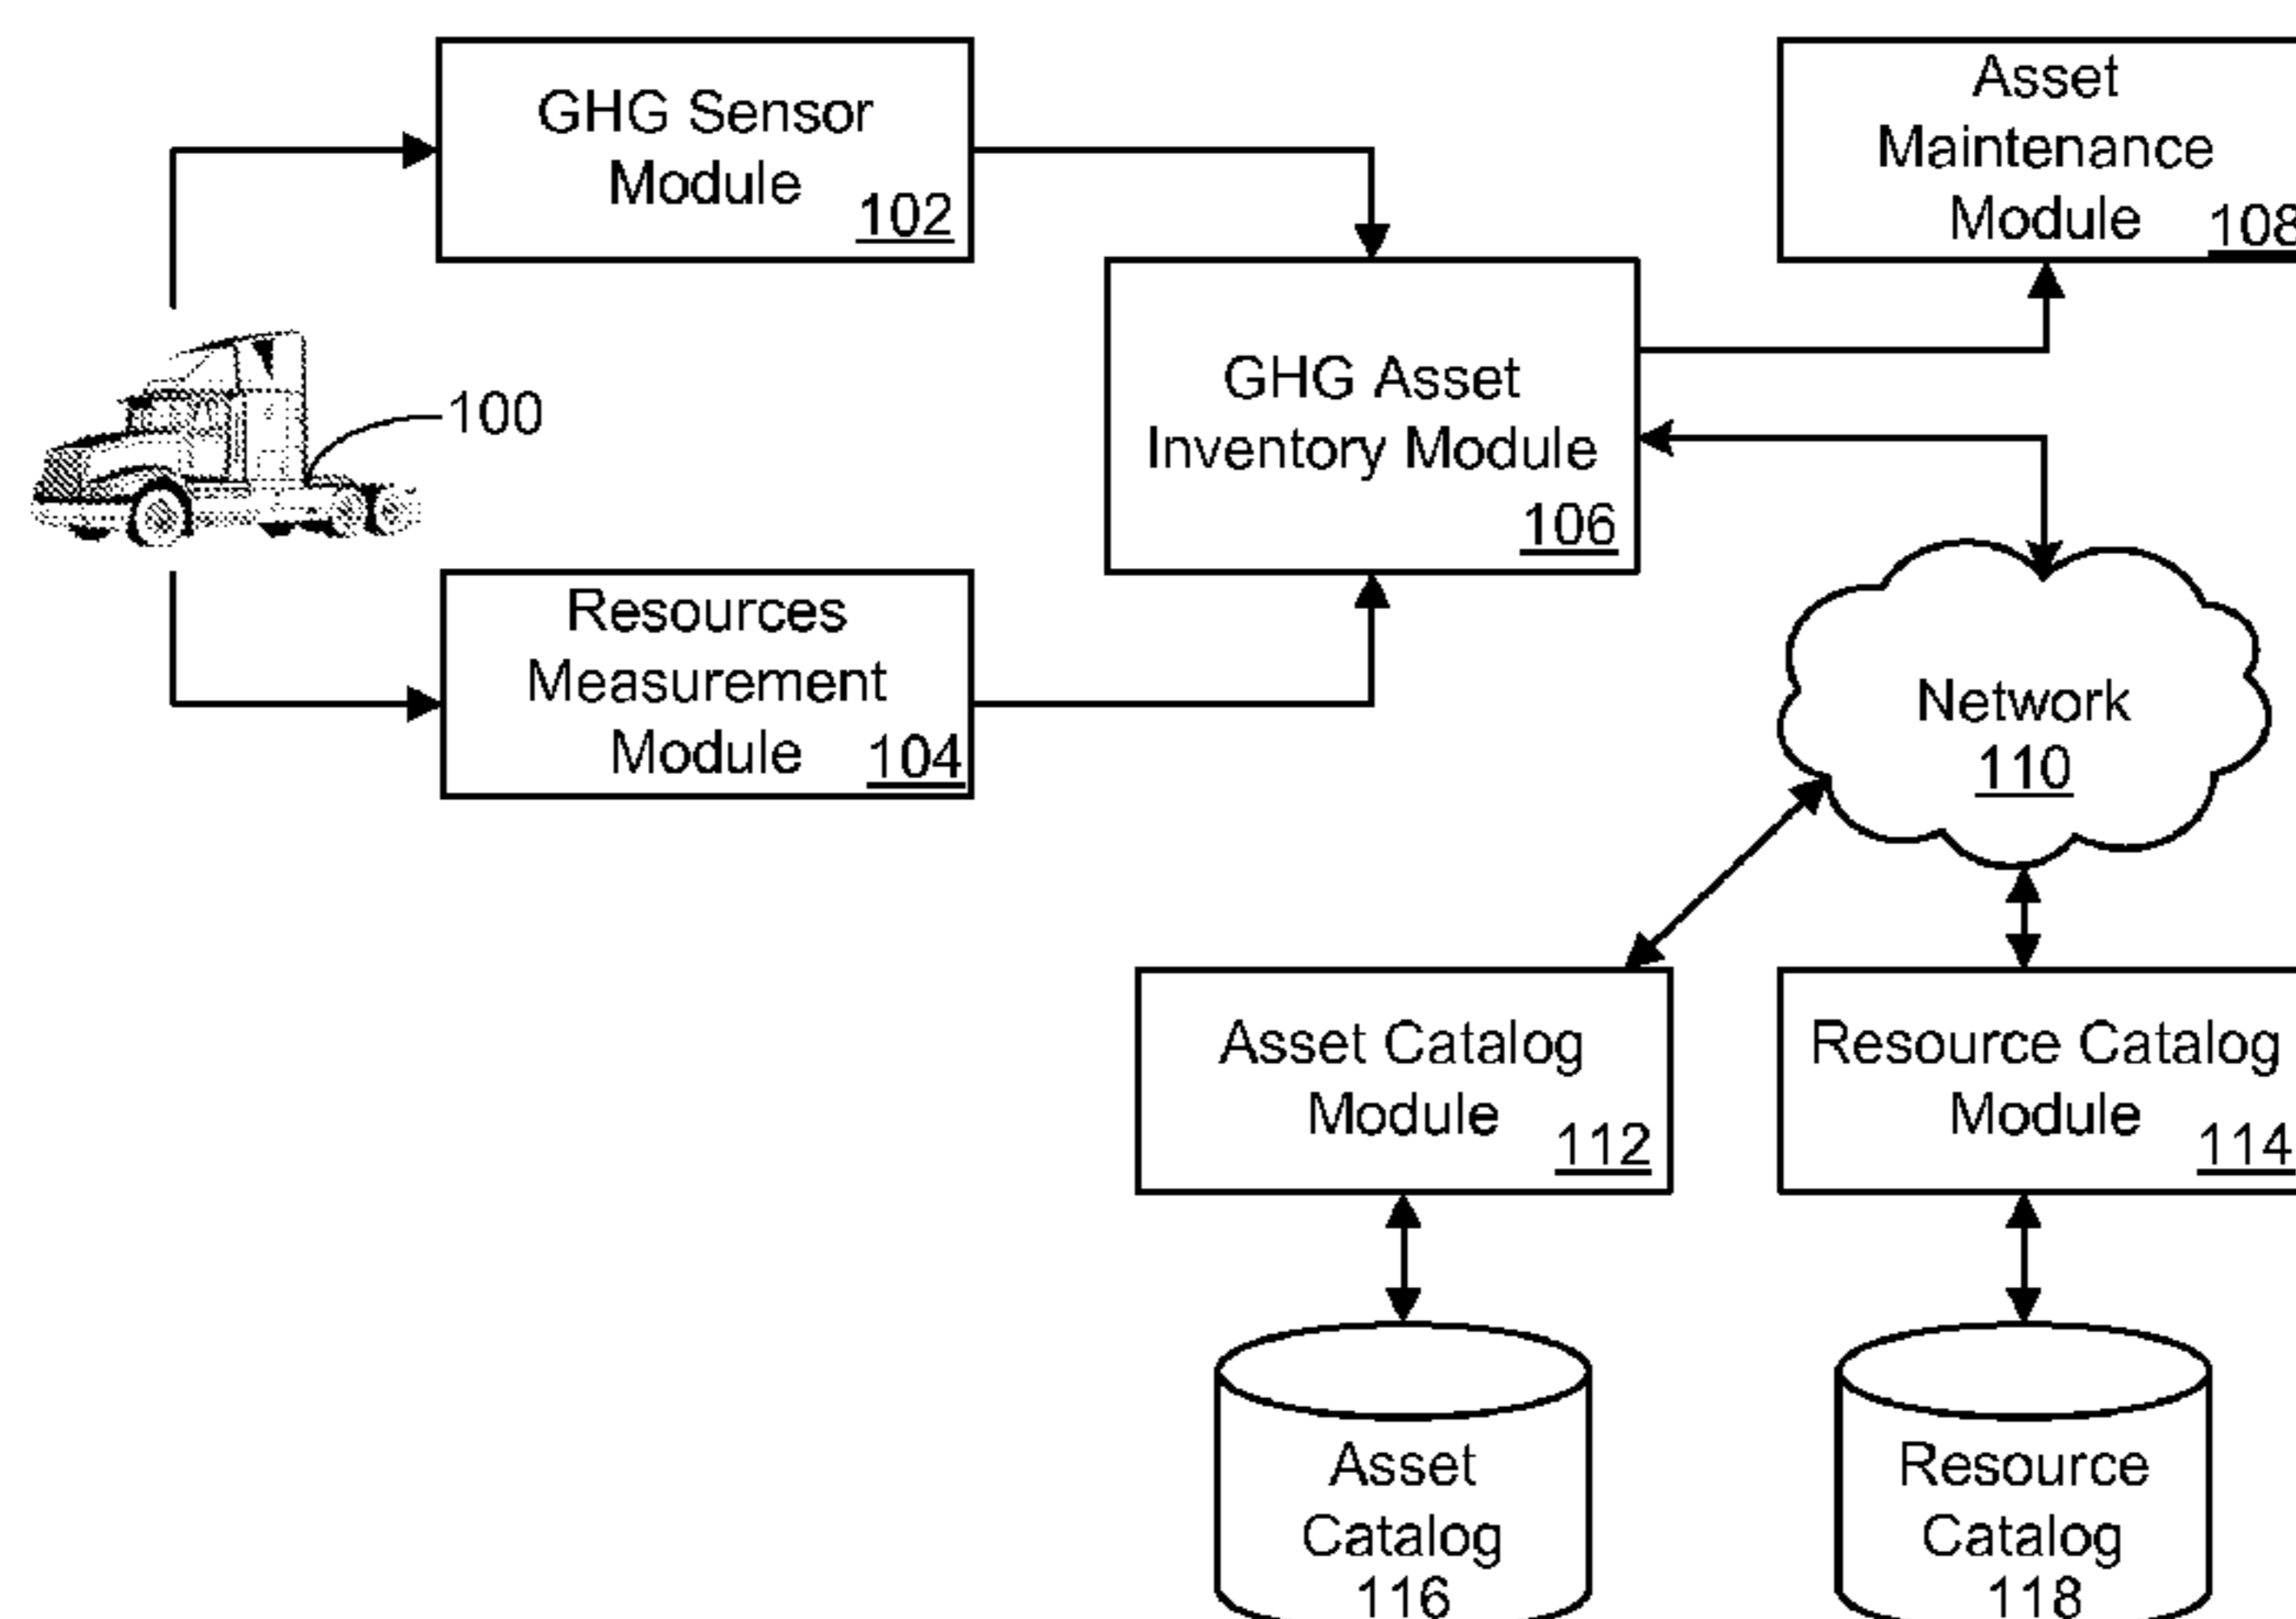 GHG Sensor
Module
102
Asset
Maintenance
Module
108
100
GHG Asset
Inventory Module
106
Resources
Measurement
Module
104
Network
110
Asset Catalog
Module
112
Resource Catalog
Module
114
Asset
Catalog
116
Resource
Catalog
118